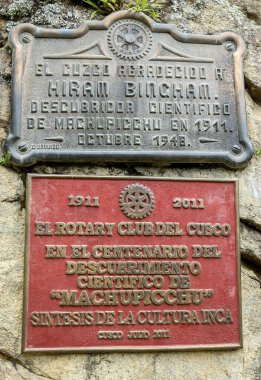 EL CUZCO AGRADECIDO A
HIRAM BINGHAM,
DESCUBRIDOR CIENTIFICO
DE MACHUPICCHU EN 1911.
OCTUBRE 1948.
1911 2011
EL ROTARY CLUB DEL CUSCO
EN EL CENTENARIO DEL
DESCUBRIMIENTO
CIENTIFICO DE
"MACHUPICCHU"
SINTESIS DE LA CULTURA INCA
CUSCO JULIO 2011